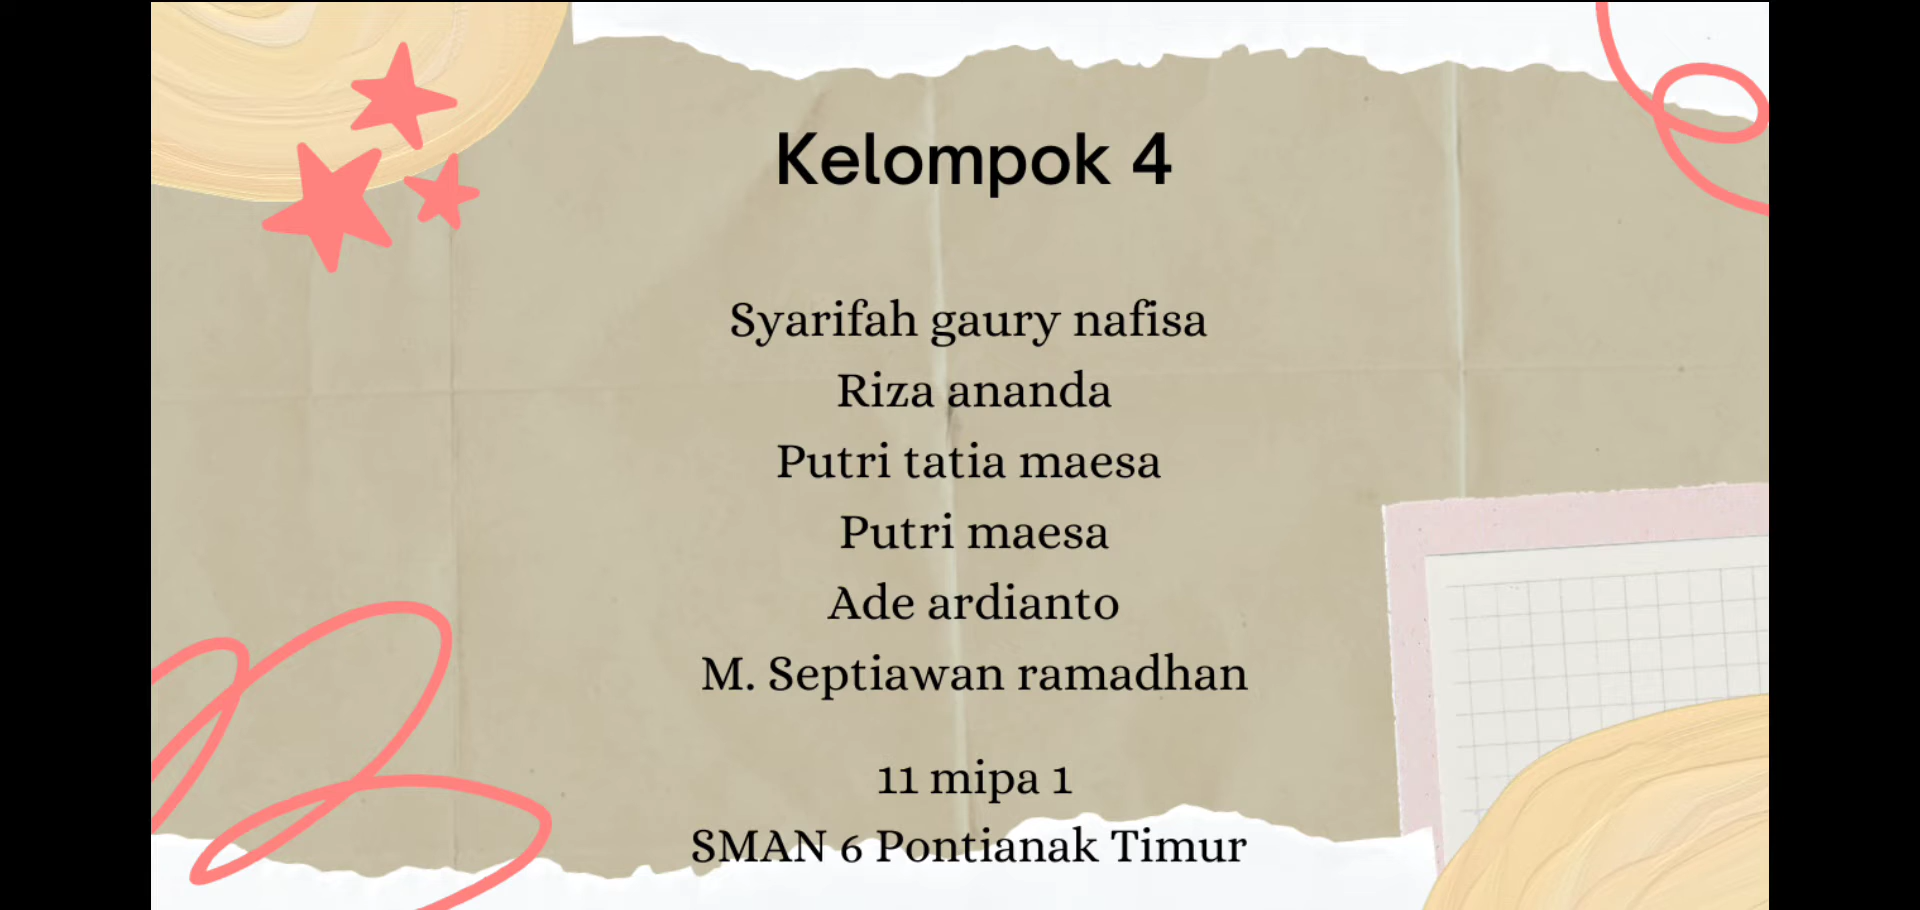 Kelompok 4
Syarifah gaury nafisa
Riza ananda
Putri tatia maesa
Putri maesa
Ade ardianto
M. Septiawan ramadhan
11 mipa 1
SMAN 6 Pontianak Timur